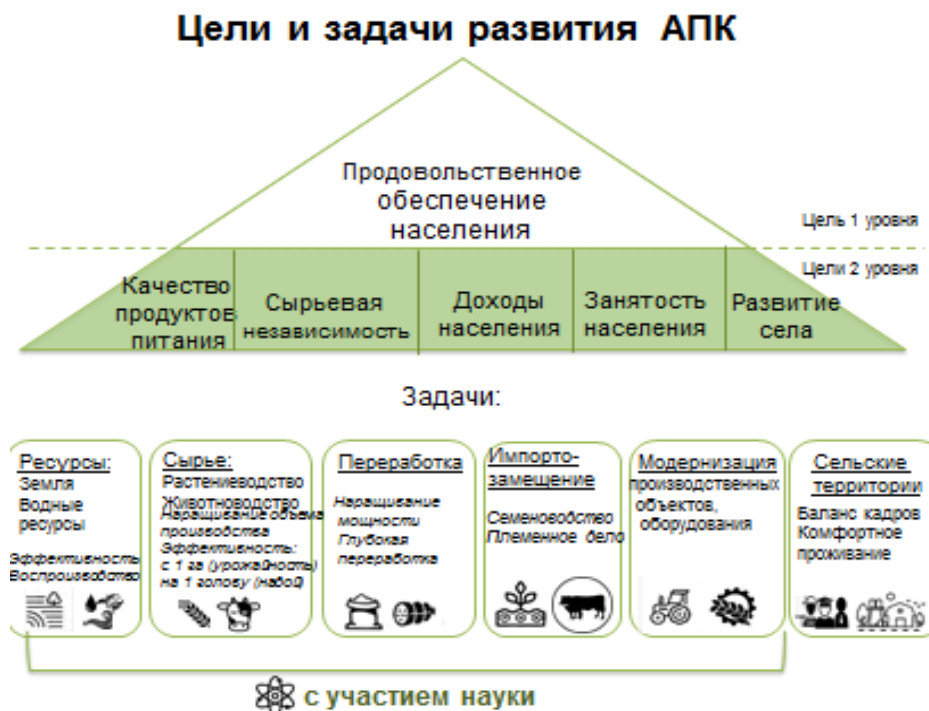 Цели и задачи развития АПК
Продовольственное
обеспечение
населения
Цель 1 уровня
Цели 2 уровня
Качество
продуктов
питания
Сырьевая
независимость
Доходы
населения
Занятость
населения
Развитие
села
Задачи:
Ресурсы:
Земля
Водные
ресурсы
Эффективность
Воспроизводство
Сырье:
Растениеводство
Животноводство
Наращивание объема
производства
Эффективность:
с 1 га (урожайность)
на 1 голову (надой)
Переработка
Наращивание
мощности
Глубокая
переработка
Импорто-
замещение
Семеноводство
Племенное дело
Модернизация
производственных
объектов,
оборудования
Сельские
территории
Баланс кадров
Комфортное
проживание
с участием науки